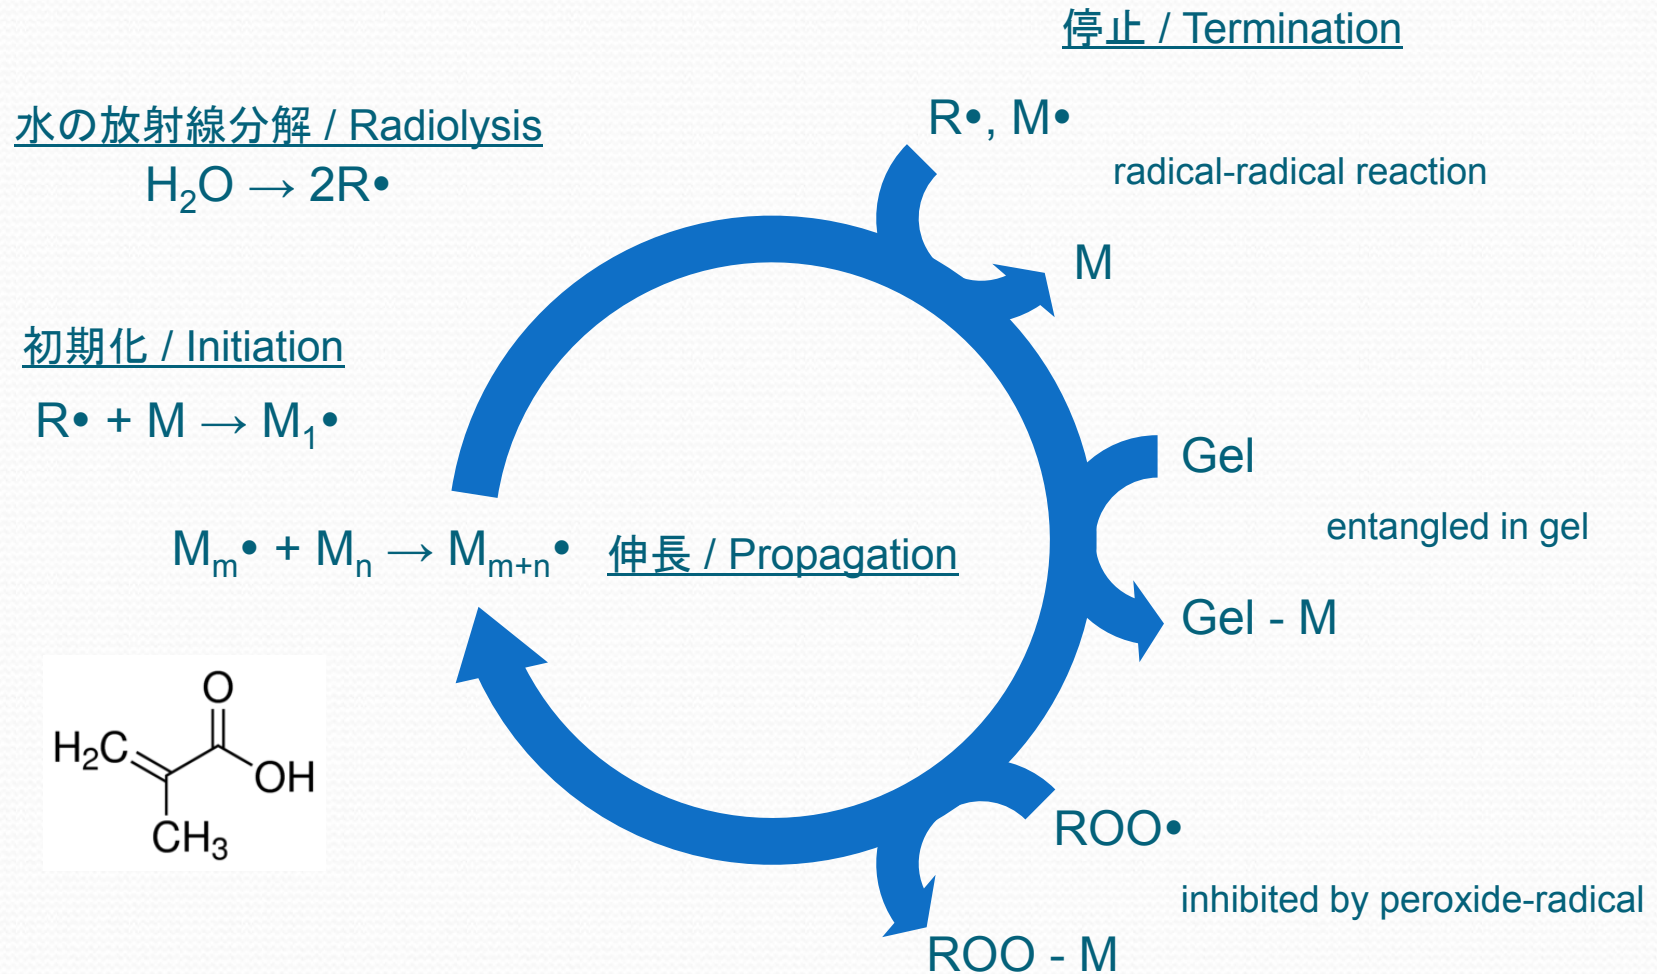 停止 / Termination
水の放射線分解 / Radiolysis
H₂O → 2R•
R•, M•
radical-radical reaction
M
初期化 / Initiation
R• + M → M₁•
Gel
entangled in gel
Mₘ• + Mₙ → Mₘ₊ₙ• 伸長 / Propagation
Gel - M
O
H₂C
OH
CH₃
ROO•
inhibited by peroxide-radical
ROO - M